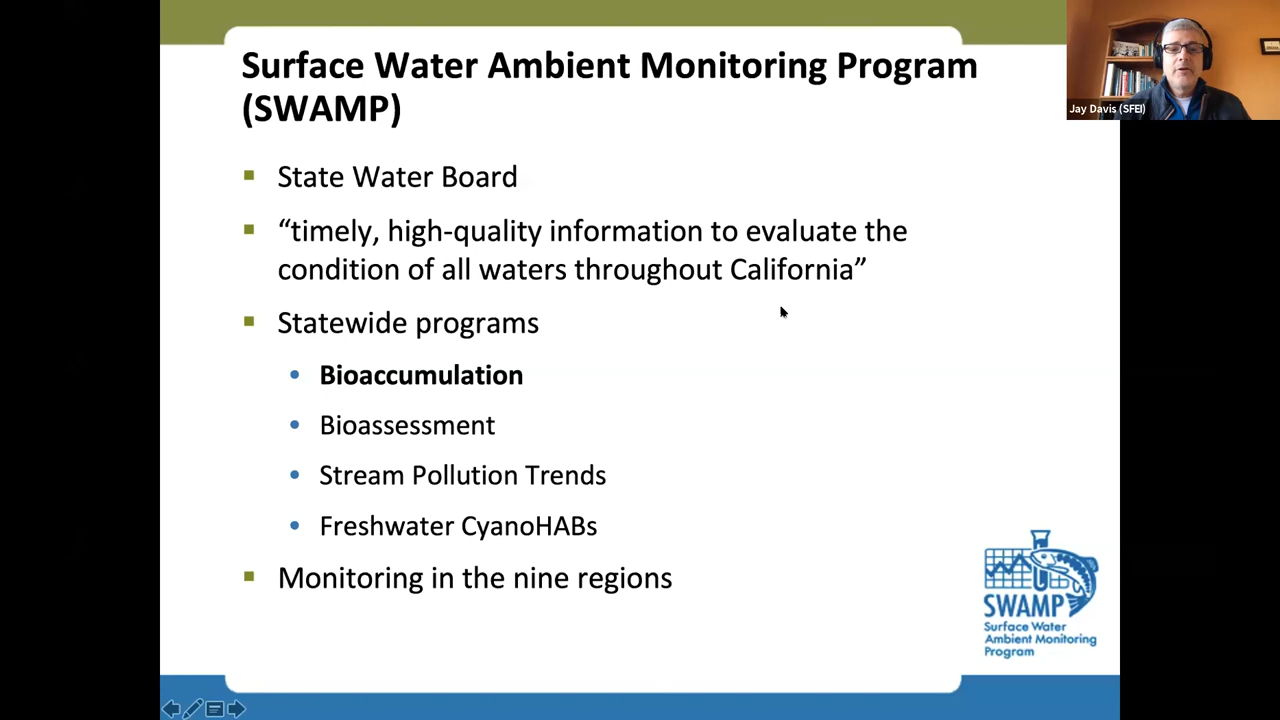 Surface Water Ambient Monitoring Program
(SWAMP)
State Water Board
“timely, high-quality information to evaluate the
condition of all waters throughout California”
Statewide programs
Bioaccumulation
Bioassessment
Stream Pollution Trends
Freshwater CyanoHABs
Monitoring in the nine regions
Jay Davis (SFEI)
SWAMP
Surface Water
Ambient Monitoring
Program